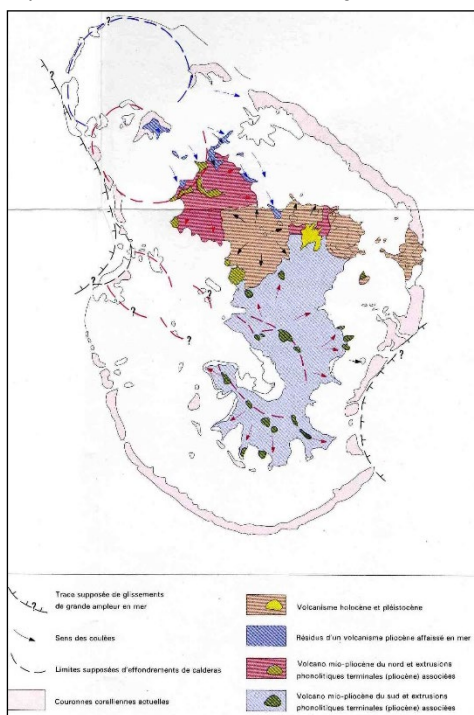 ?
?
?
?
?
Trace supposée de glissements
de grande ampleur en mer
Sens des coulées
Limites supposées d'effondrements de calderas
Couronnes coralliennes actuelles
Volcanisme holocène et pléistocène
Résidus d'un volcanisme pliocène affaissé en mer
Volcano mio-pliocène du nord et extrusions
phonolitiques terminales (pliocène) associées
Volcano mio-pliocène du sud et extrusions
phonolitiques terminales (pliocène) associées